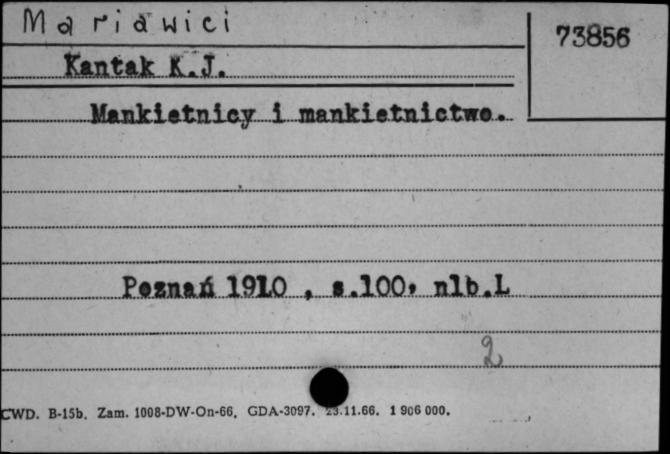 Mariawici
73856
Kantak K.J.
Mankietnicy i mankietnictwo.
Poznań 1910 , s.100, nlb.L
2
CWD. B-15b. Zam. 1008-DW-On-66. GDA-3097. 23.11.66. 1 906 000.